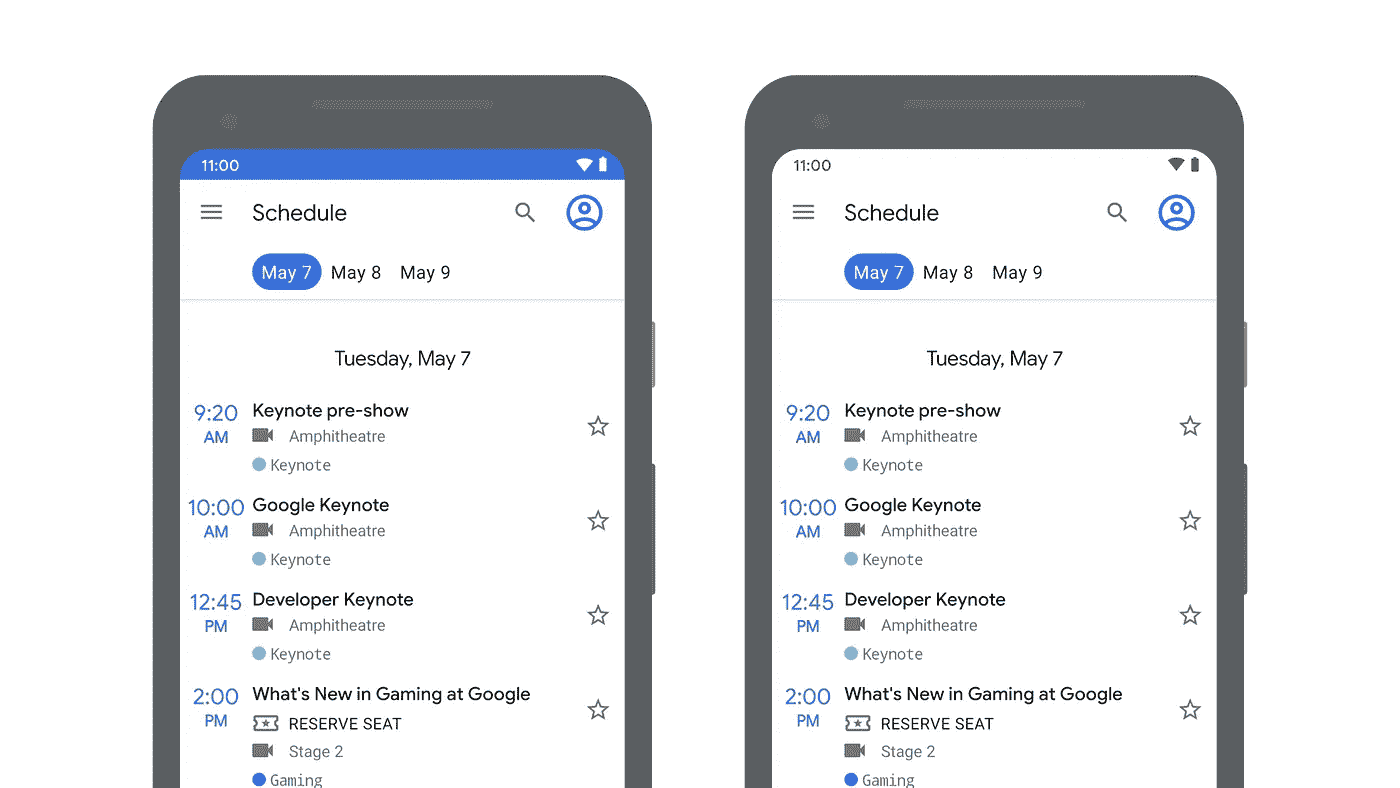 11:00
Schedule
May 7 May 8 May 9
Tuesday, May 7
9:20 AM
Keynote pre-show
Amphitheatre
Keynote
10:00 AM
Google Keynote
Amphitheatre
Keynote
12:45 PM
Developer Keynote
Amphitheatre
Keynote
2:00 PM
What's New in Gaming at Google
RESERVE SEAT
Stage 2
Gaming
11:00
Schedule
May 7 May 8 May 9
Tuesday, May 7
9:20 AM
Keynote pre-show
Amphitheatre
Keynote
10:00 AM
Google Keynote
Amphitheatre
Keynote
12:45 PM
Developer Keynote
Amphitheatre
Keynote
2:00 PM
What's New in Gaming at Google
RESERVE SEAT
Stage 2
Gaming